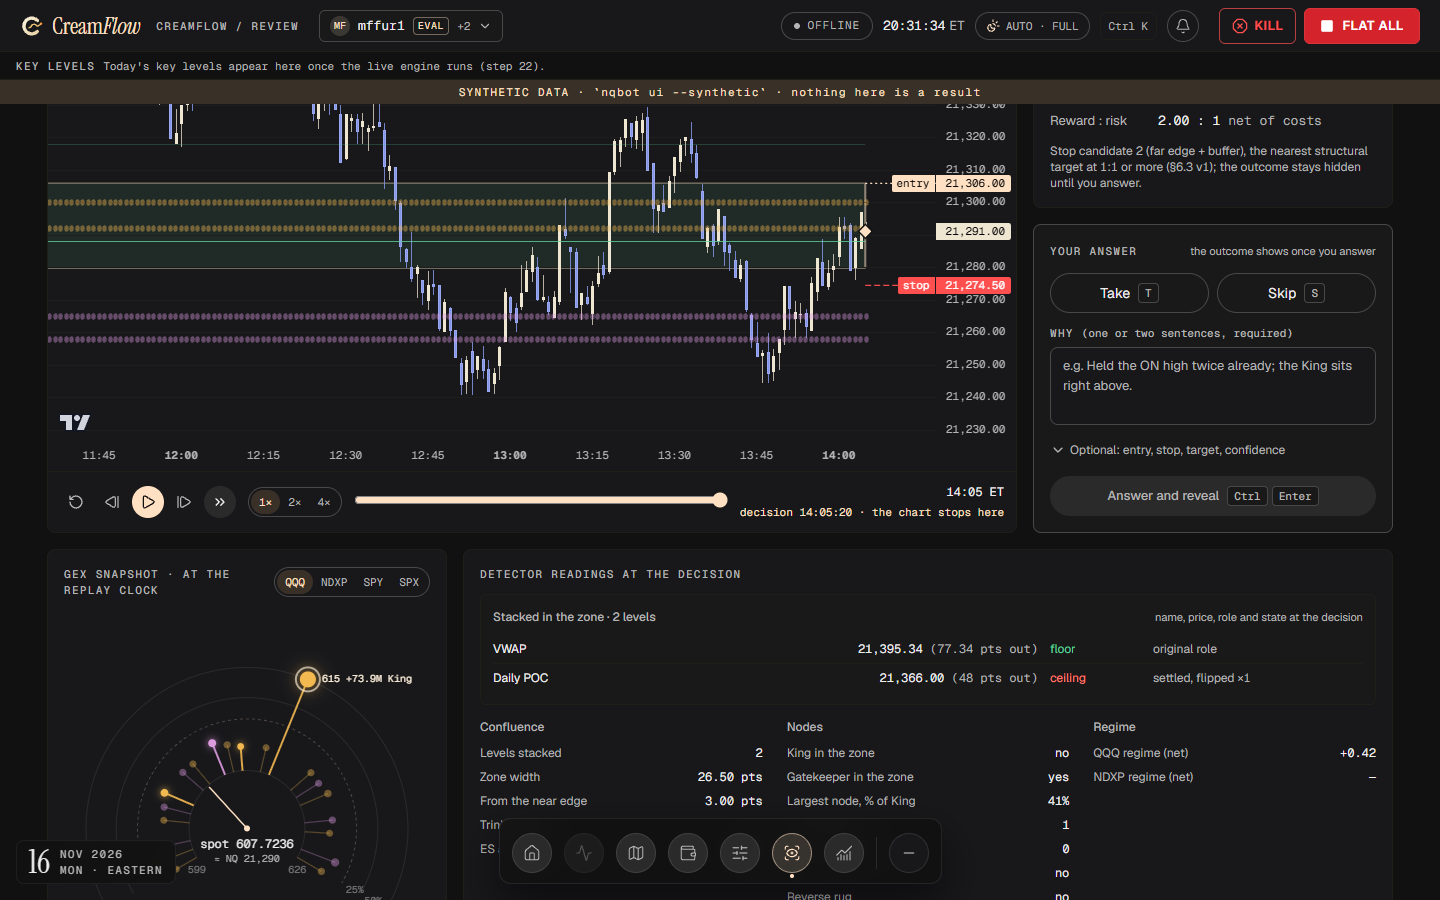 CreamFlow
CREAMFLOW / REVIEW
MF mffur1 EVAL +2
OFFLINE
20:31:34 ET
AUTO · FULL
Ctrl K
KILL
FLAT ALL
KEY LEVELS Today's key levels appear here once the live engine runs (step 22).
SYNTHETIC DATA · `nqbot ui --synthetic` · nothing here is a result
21,330.00
21,320.00
21,310.00
entry 21,306.00
21,300.00
21,291.00
21,280.00
stop 21,274.50
21,270.00
21,260.00
21,250.00
21,240.00
21,230.00
11:45 12:00 12:15 12:30 12:45 13:00 13:15 13:30 13:45 14:00
1× 2× 4×
14:05 ET
decision 14:05:20 · the chart stops here
Reward : risk 2.00 : 1 net of costs
Stop candidate 2 (far edge + buffer), the nearest structural
target at 1:1 or more (§6.3 v1); the outcome stays hidden
until you answer.
YOUR ANSWER the outcome shows once you answer
Take T
Skip S
WHY (one or two sentences, required)
e.g. Held the ON high twice already; the King sits
right above.
Optional: entry, stop, target, confidence
Answer and reveal Ctrl Enter
GEX SNAPSHOT · AT THE
REPLAY CLOCK
QQQ NDXP SPY SPX
615 +73.9M King
spot 607.7236
≈ NQ 21,290
599 626
25%
50%
DETECTOR READINGS AT THE DECISION
Stacked in the zone · 2 levels name, price, role and state at the decision
VWAP 21,395.34 (77.34 pts out) floor original role
Daily POC 21,366.00 (48 pts out) ceiling settled, flipped ×1
Confluence Nodes Regime
Levels stacked 2 King in the zone no QQQ regime (net) +0.42
Zone width 26.50 pts Gatekeeper in the zone yes NDXP regime (net) –
From the near edge 3.00 pts Largest node, % of King 41%
1
ES 0
no
Reverse rug no
16 NOV 2026
MON · EASTERN